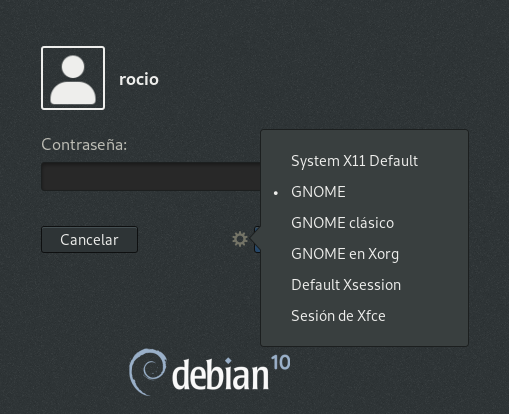 rocio
Contraseña:
System X11 Default
GNOME
GNOME clásico
GNOME en Xorg
Default Xsession
Sesión de Xfce
Cancelar
debian 10